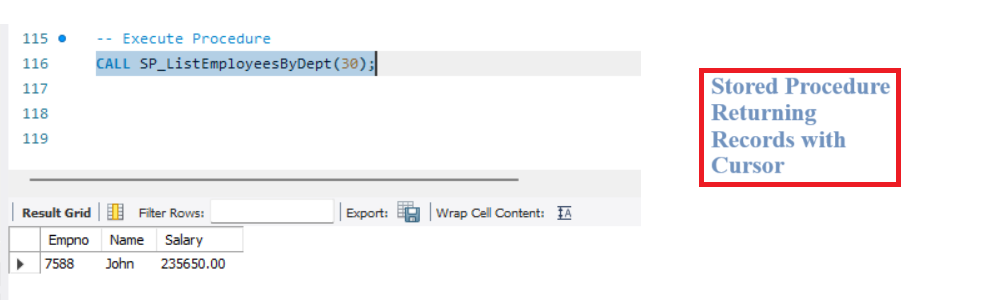 115 -- Execute Procedure
116 CALL SP_ListEmployeesByDept(30);
117
118
119
Stored Procedure
Returning
Records with
Cursor
Result Grid Filter Rows: Export: Wrap Cell Content: IA
Empno Name Salary
7588 John 235650.00